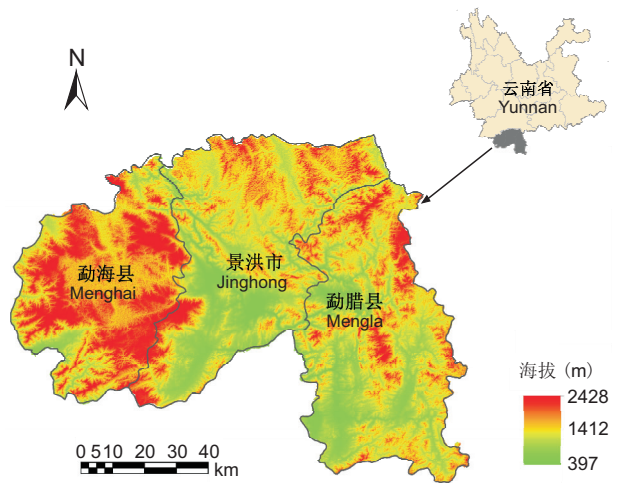 N
云南省
Yunnan
勐海县
Menghai
景洪市
Jinghong
勐腊县
Mengla
海拔 (m)
2428
1412
397
0 5 10 20 30 40
km